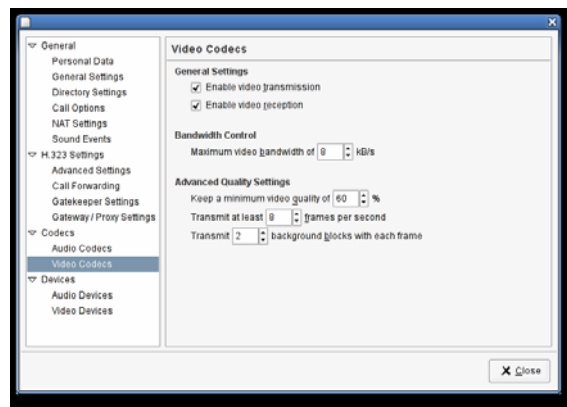 General
Personal Data
General Settings
Directory Settings
Call Options
NAT Settings
Sound Events
H.323 Settings
Advanced Settings
Call Forwarding
Gatekeeper Settings
Gateway / Proxy Settings
Codecs
Audio Codecs
Video Codecs
Devices
Audio Devices
Video Devices
Video Codecs
General Settings
Enable video transmission
Enable video reception
Bandwidth Control
Maximum video bandwidth of 8 kB/s
Advanced Quality Settings
Keep a minimum video quality of 60 %
Transmit at least 8 frames per second
Transmit 2 background blocks with each frame
Close